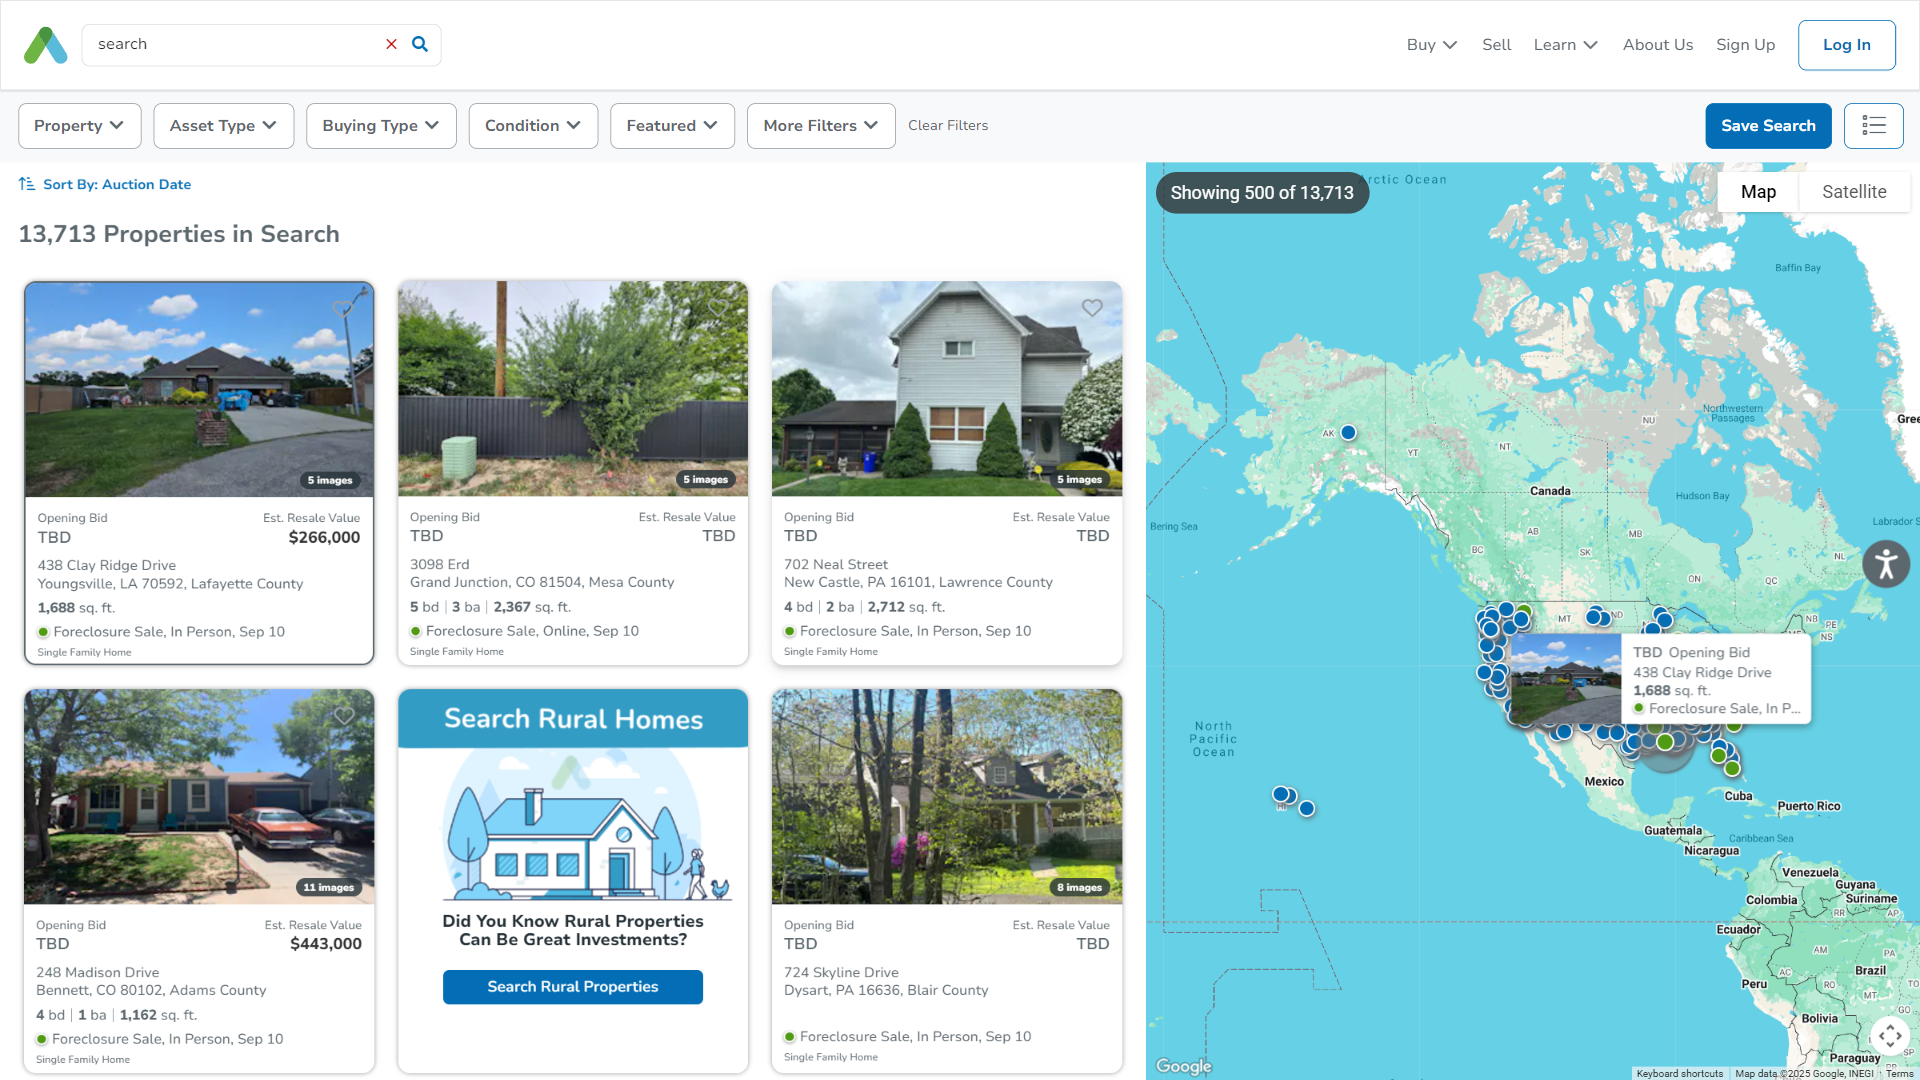 search
Buy
Sell
Learn
About Us
Sign Up
Log In
Property
Asset Type
Buying Type
Condition
Featured
More Filters
Clear Filters
Save Search
Sort By: Auction Date
13,713 Properties in Search
5 images
Opening Bid
Est. Resale Value
TBD
$266,000
438 Clay Ridge Drive
Youngsville, LA 70592, Lafayette County
1,688 sq. ft.
Foreclosure Sale, In Person, Sep 10
Single Family Home
5 images
Opening Bid
Est. Resale Value
TBD
TBD
3098 Erd
Grand Junction, CO 81504, Mesa County
5 bd | 3 ba | 2,367 sq. ft.
Foreclosure Sale, Online, Sep 10
Single Family Home
5 images
Opening Bid
Est. Resale Value
TBD
TBD
702 Neal Street
New Castle, PA 16101, Lawrence County
4 bd | 2 ba | 2,712 sq. ft.
Foreclosure Sale, In Person, Sep 10
Single Family Home
11 images
Opening Bid
Est. Resale Value
TBD
$443,000
248 Madison Drive
Bennett, CO 80102, Adams County
4 bd | 1 ba | 1,162 sq. ft.
Foreclosure Sale, In Person, Sep 10
Single Family Home
Search Rural Homes
Did You Know Rural Properties
Can Be Great Investments?
Search Rural Properties
8 images
Opening Bid
Est. Resale Value
TBD
TBD
724 Skyline Drive
Dysart, PA 16636, Blair County
Foreclosure Sale, In Person, Sep 10
Single Family Home
Showing 500 of 13,713
Arctic Ocean
Map
Satellite
Baffin Bay
Northwestern
Passages
Gree
NU
AK
YT
NT
Canada
Hudson Bay
Bering Sea
Labrador S
AB
MB
BC
SK
NL
ON
QC
MT
ND
NB
PE
NS
TBD Opening Bid
438 Clay Ridge Drive
1,688 sq. ft.
Foreclosure Sale, In P...
North
Pacific
Ocean
HI
Mexico
Cuba
Puerto Rico
Guatemala
Caribbean Sea
Nicaragua
Venezuela
Guyana
Colombia
Suriname
RR
AP
Ecuador
AM
PA
AC
Brazil
Peru
RO
TO
MT
GO
Bolivia
SP
Paraguay
Google
Keyboard shortcuts
Map data ©2025 Google, INEGI
Terms